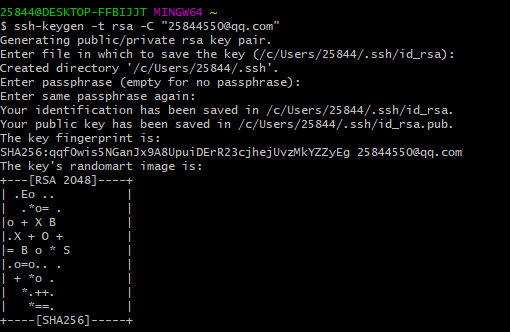 25844@DESKTOP-FFBIJJT MINGW64 ~
$ ssh-keygen -t rsa -C "25844550@qq.com"
Generating public/private rsa key pair.
Enter file in which to save the key (/c/Users/25844/.ssh/id_rsa):
Created directory '/c/Users/25844/.ssh'.
Enter passphrase (empty for no passphrase):
Enter same passphrase again:
Your identification has been saved in /c/Users/25844/.ssh/id_rsa.
Your public key has been saved in /c/Users/25844/.ssh/id_rsa.pub.
The key fingerprint is:
SHA256:qqfOwis5NGanJx9A8UpuiDErR23cjhejUvzMkYZZyEg 25844550@qq.com
The key's randomart image is:
+---[RSA 2048]----+
| .Eo ..          |
|  .*o= .         |
|o + X B          |
|.X + O +         |
|= B o * S        |
|.o=o.. .         |
| + *o .          |
|  *.++.          |
|  *==.           |
+----[SHA256]-----+